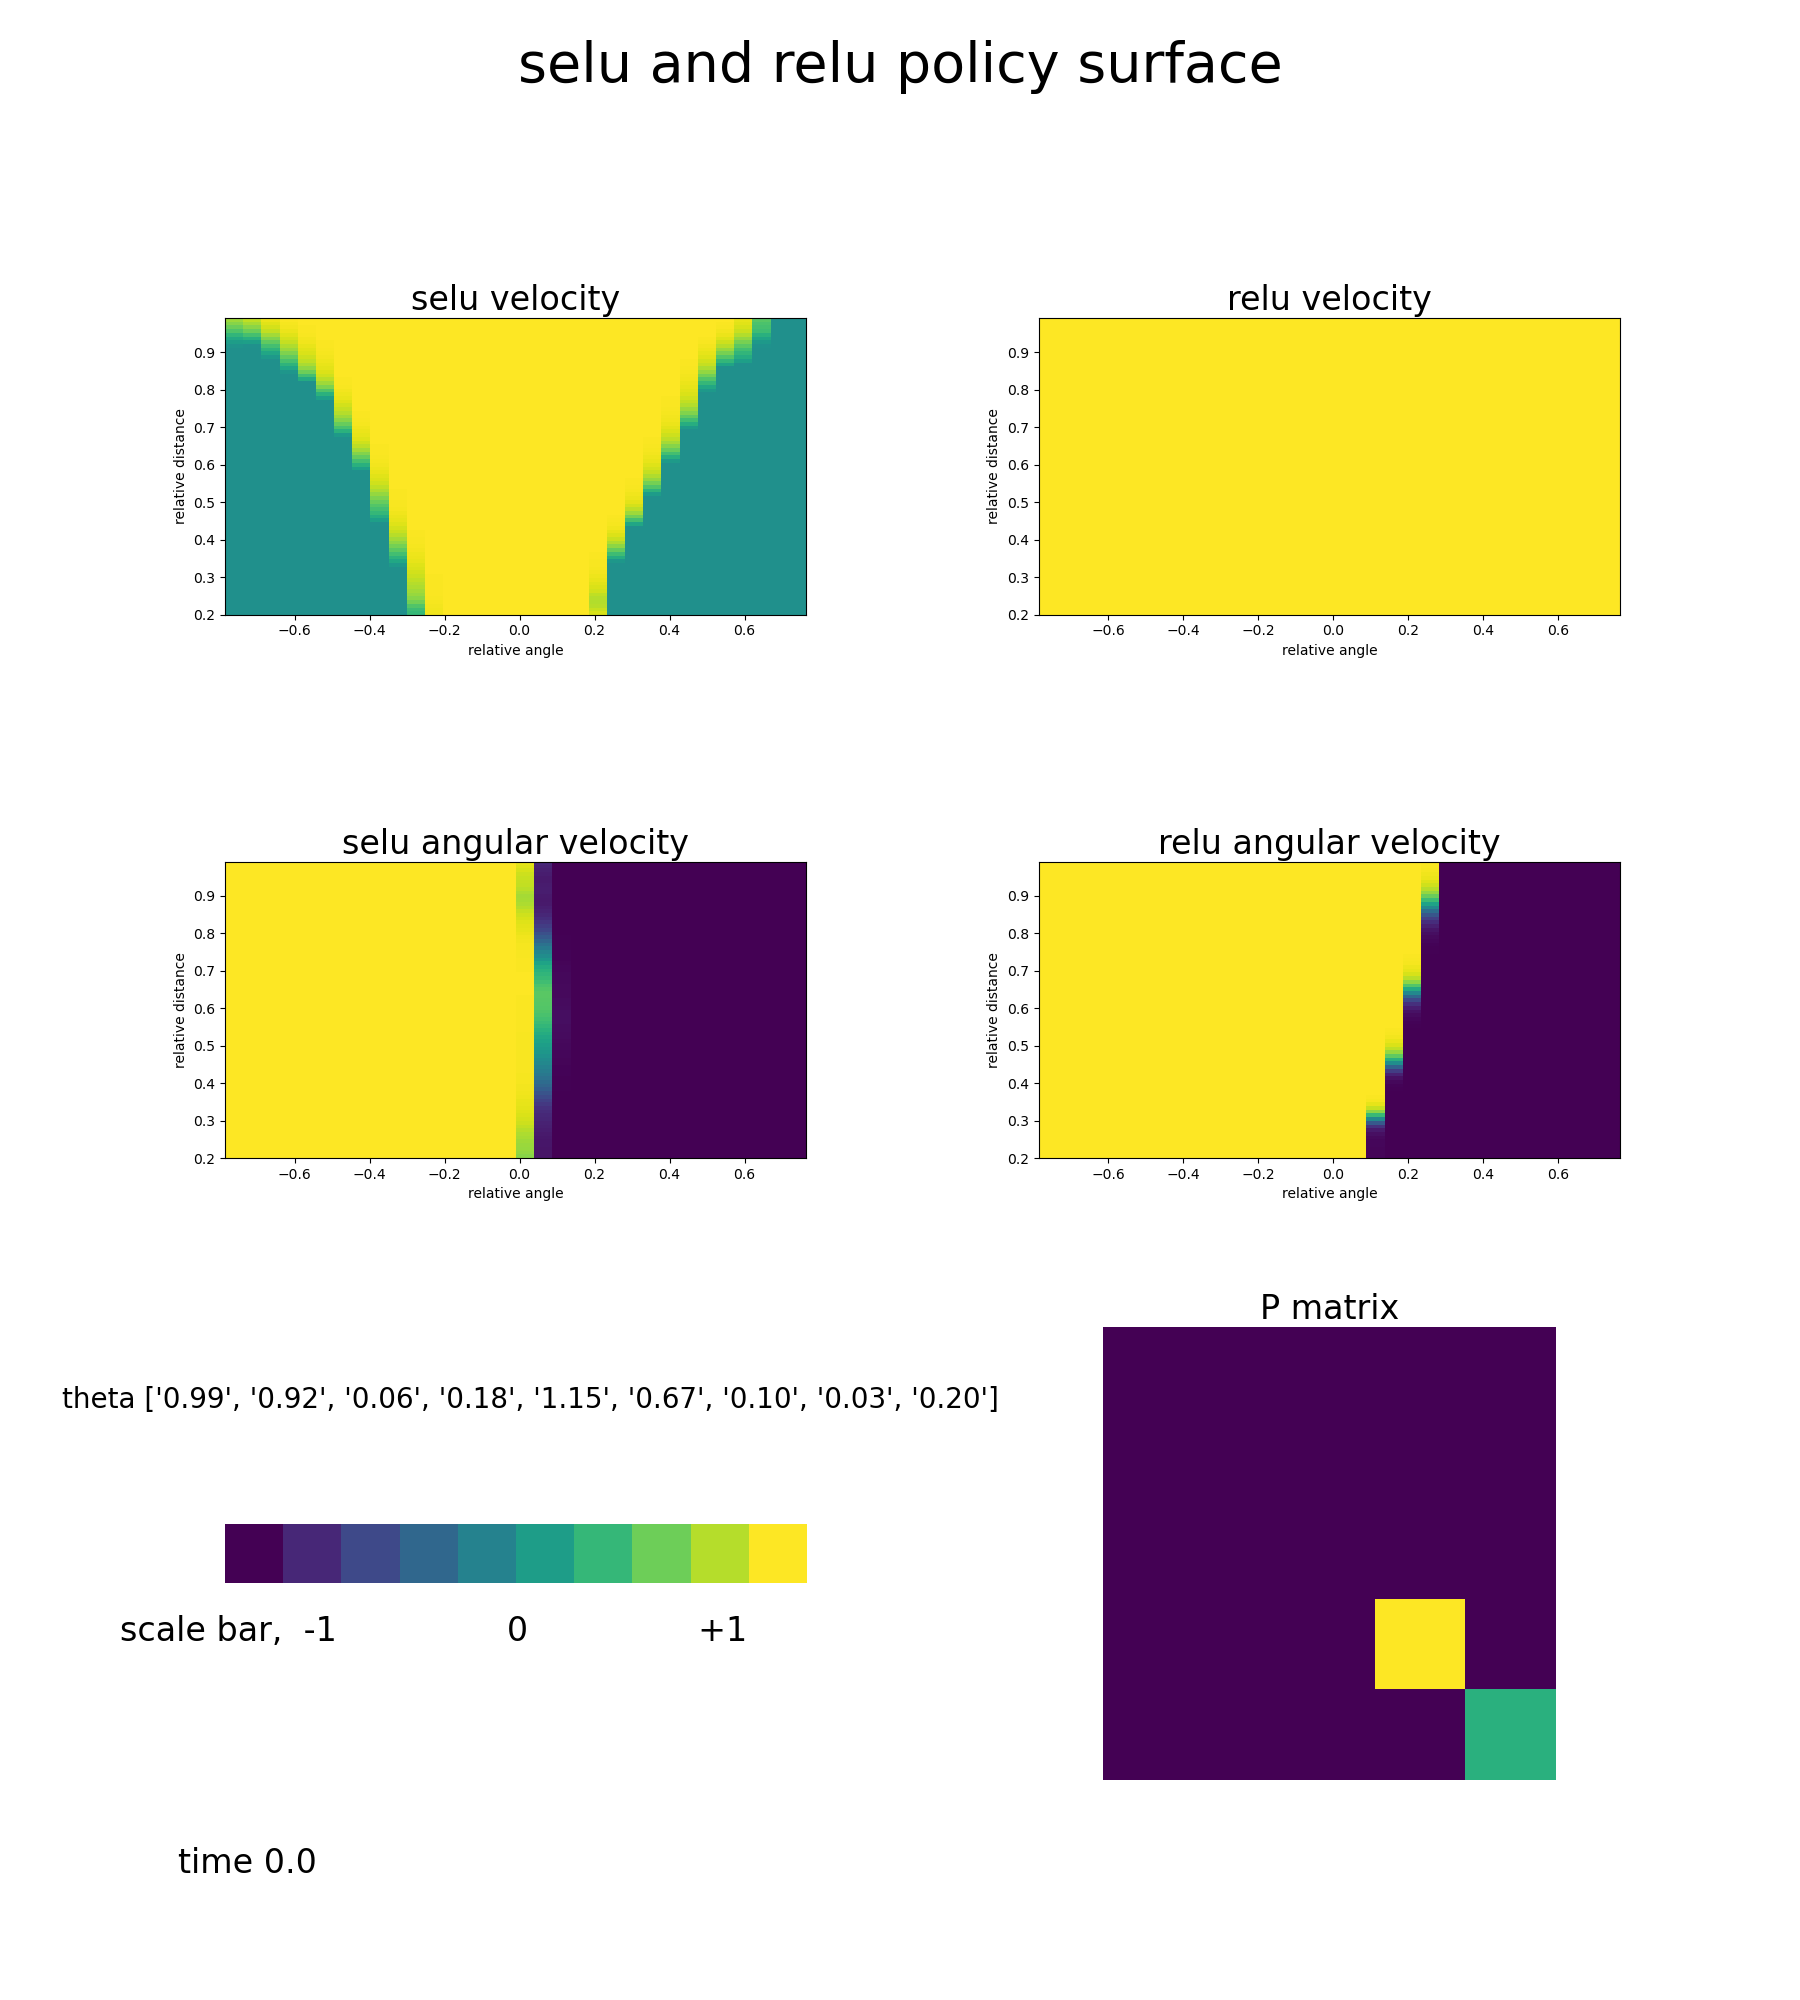 selu and relu policy surface
selu velocity
relative distance
0.9
0.8
0.7
0.6
0.5
0.4
0.3
0.2
−0.6 −0.4 −0.2 0.0 0.2 0.4 0.6
relative angle
relu velocity
relative distance
0.9
0.8
0.7
0.6
0.5
0.4
0.3
0.2
−0.6 −0.4 −0.2 0.0 0.2 0.4 0.6
relative angle
selu angular velocity
relative distance
0.9
0.8
0.7
0.6
0.5
0.4
0.3
0.2
−0.6 −0.4 −0.2 0.0 0.2 0.4 0.6
relative angle
relu angular velocity
relative distance
0.9
0.8
0.7
0.6
0.5
0.4
0.3
0.2
−0.6 −0.4 −0.2 0.0 0.2 0.4 0.6
relative angle
theta ['0.99', '0.92', '0.06', '0.18', '1.15', '0.67', '0.10', '0.03', '0.20']
scale bar, -1 0 +1
time 0.0
P matrix